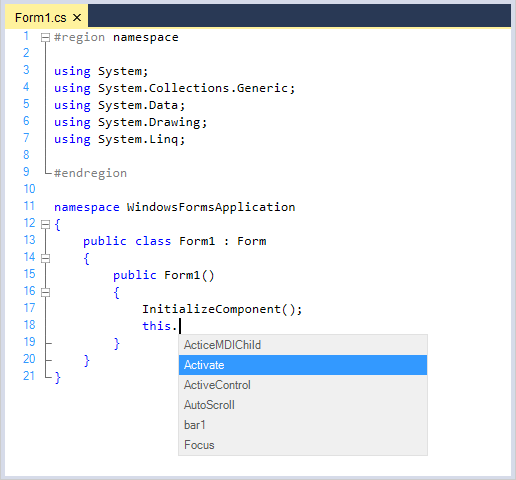 Form1.cs ×
1 #region namespace
2
3 using System;
4 using System.Collections.Generic;
5 using System.Data;
6 using System.Drawing;
7 using System.Linq;
8
9 #endregion
10
11 namespace WindowsFormsApplication
12 {
13 public class Form1 : Form
14 {
15 public Form1()
16 {
17 InitializeComponent();
18 this.
19 }
20 }
21 }
ActiceMDIChild
Activate
ActiveControl
AutoScroll
bar1
Focus